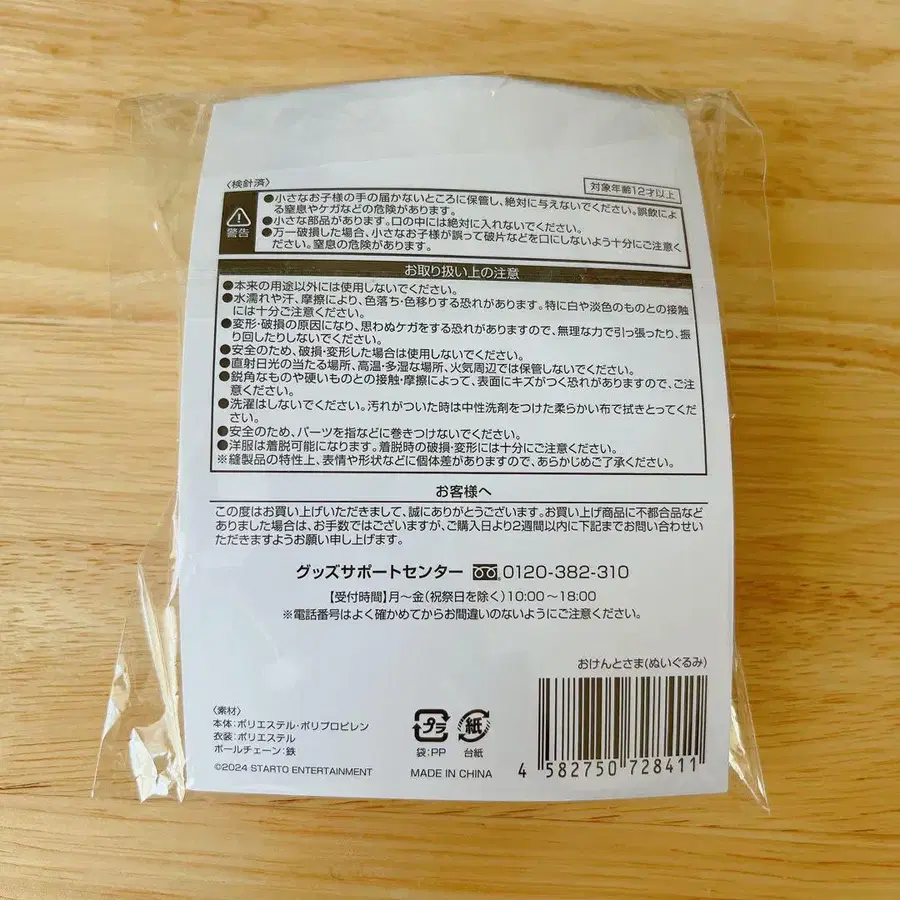 〈検針済〉
対象年齢12才以上
警告
●小さなお子様の手の届かないところに保管し、絶対に与えないでください。誤飲によ
る窒息やケガなどの危険があります。
●小さな部品があります。口の中には絶対に入れないでください。
●万一破損した場合、小さなお子様が誤って破片などを口にしないよう十分にご注意く
ださい。窒息の危険があります。
お取り扱い上の注意
●本来の用途以外には使用しないでください。
●水濡れや汗、摩擦により、色落ち・色移りする恐れがあります。特に白や淡色のものとの接触
には十分ご注意ください。
●変形・破損の原因になり、思わぬケガをする恐れがありますので、無理な力で引っ張ったり、振
り回したりしないでください。
●安全のため、破損・変形した場合は使用しないでください。
●直射日光の当たる場所、高温・多湿な場所、火気周辺では保管しないでください。
●鋭角なものや硬いものとの接触・摩擦によって、表面にキズがつく恐れがありますので、ご注
意ください。
●洗濯はしないでください。汚れがついた時は中性洗剤をつけた柔らかい布で拭きとってくだ
さい。
●安全のため、パーツを指などに巻きつけないでください。
●洋服は着脱可能になります。着脱時の破損・変形には十分にご注意ください。
※縫製品の特性上、表情や形状などに個体差がありますので、あらかじめご了承ください。
お客様へ
この度はお買い上げいただきまして、誠にありがとうございます。お買い上げ商品に不都合品など
ありました場合は、お手数ではございますが、ご購入日より2週間以内に下記までお問い合わせい
ただきますようお願い申し上げます。
グッズサポートセンター 0120-382-310
【受付時間】月〜金(祝祭日を除く)10:00〜18:00
※電話番号はよく確かめてからお間違いのないようにご注意ください。
おけんとさま(ぬいぐるみ)
〈素材〉
本体:ポリエステル・ポリプロピレン
衣装:ポリエステル
ボールチェーン:鉄
©2024 STARTO ENTERTAINMENT
プラ
袋:PP
紙
台紙
MADE IN CHINA
4 582750 728411